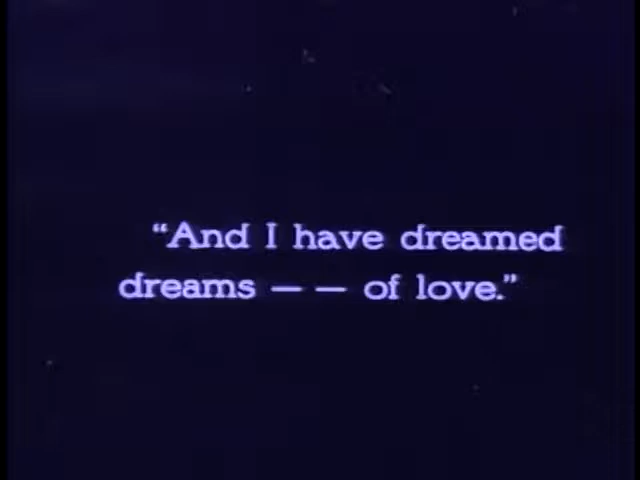 “And I have dreamed
dreams — — of love.”